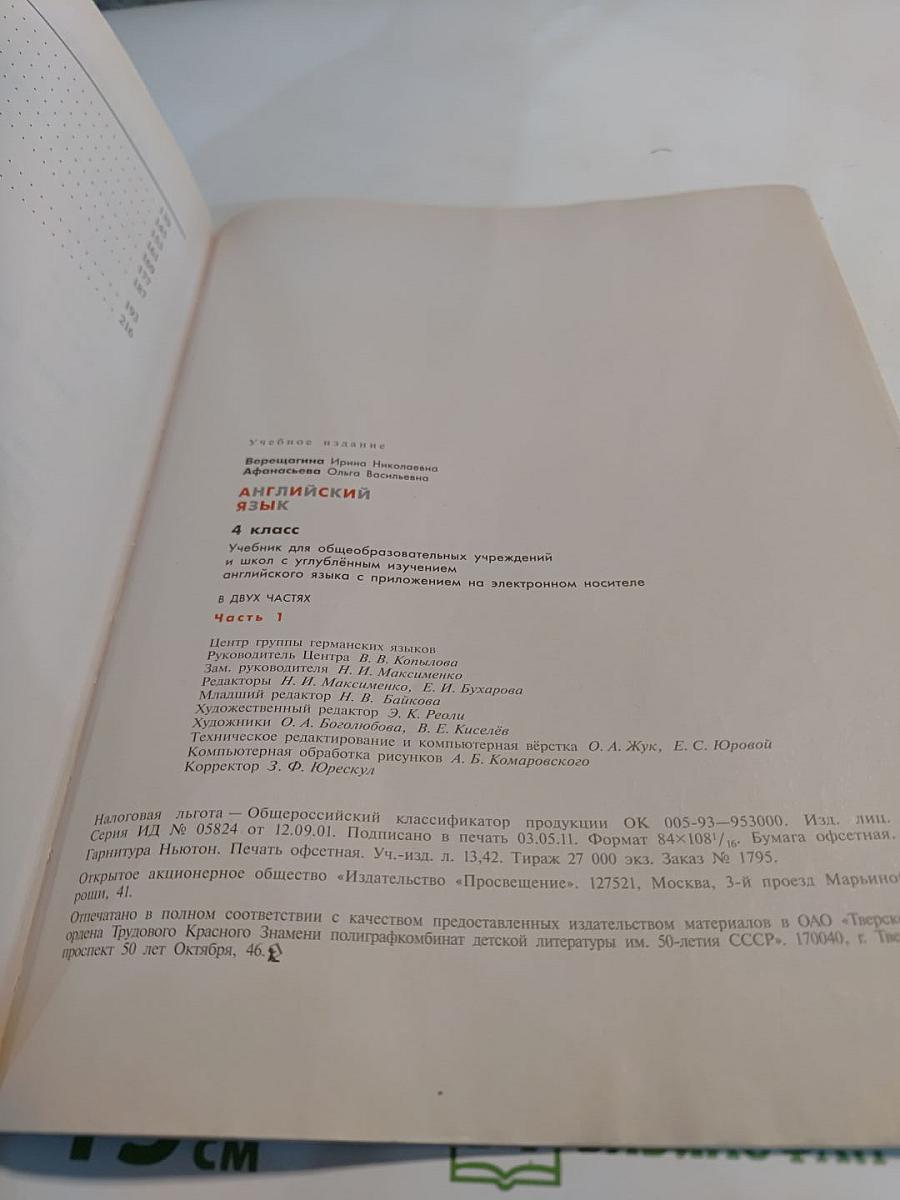 187
193
216
Учебное издание
Верещагина Ирина Николаевна
Афанасьева Ольга Васильевна
АНГЛИЙСКИЙ
ЯЗЫК
4 класс
Учебник для общеобразовательных учреждений
и школ с углублённым изучением
английского языка с приложением на электронном носителе
В ДВУХ ЧАСТЯХ
Часть 1
Центр группы германских языков
Руководитель Центра В. В. Копылова
Зам. руководителя Н. И. Максименко
Редакторы Н. И. Максименко, Е. И. Бухарова
Младший редактор Н. В. Байкова
Художественный редактор Э. К. Реоли
Художники О. А. Боголюбова, В. Е. Киселёв
Техническое редактирование и компьютерная вёрстка О. А. Жук, Е. С. Юровой
Компьютерная обработка рисунков А. Б. Комаровского
Корректор З. Ф. Юрескул
Налоговая льгота — Общероссийский классификатор продукции ОК 005-93—953000. Изд. лиц.
Серия ИД № 05824 от 12.09.01. Подписано в печать 03.05.11. Формат 84×108¹/₁₆. Бумага офсетная.
Гарнитура Ньютон. Печать офсетная. Уч.-изд. л. 13,42. Тираж 27 000 экз. Заказ № 1795.
Открытое акционерное общество «Издательство «Просвещение». 127521, Москва, 3-й проезд Марьиной
рощи, 41.
Отпечатано в полном соответствии с качеством предоставленных издательством материалов в ОАО «Тверско
ордена Трудового Красного Знамени полиграфкомбинат детской литературы им. 50-летия СССР». 170040, г. Тве
проспект 50 лет Октября, 46.
15 см